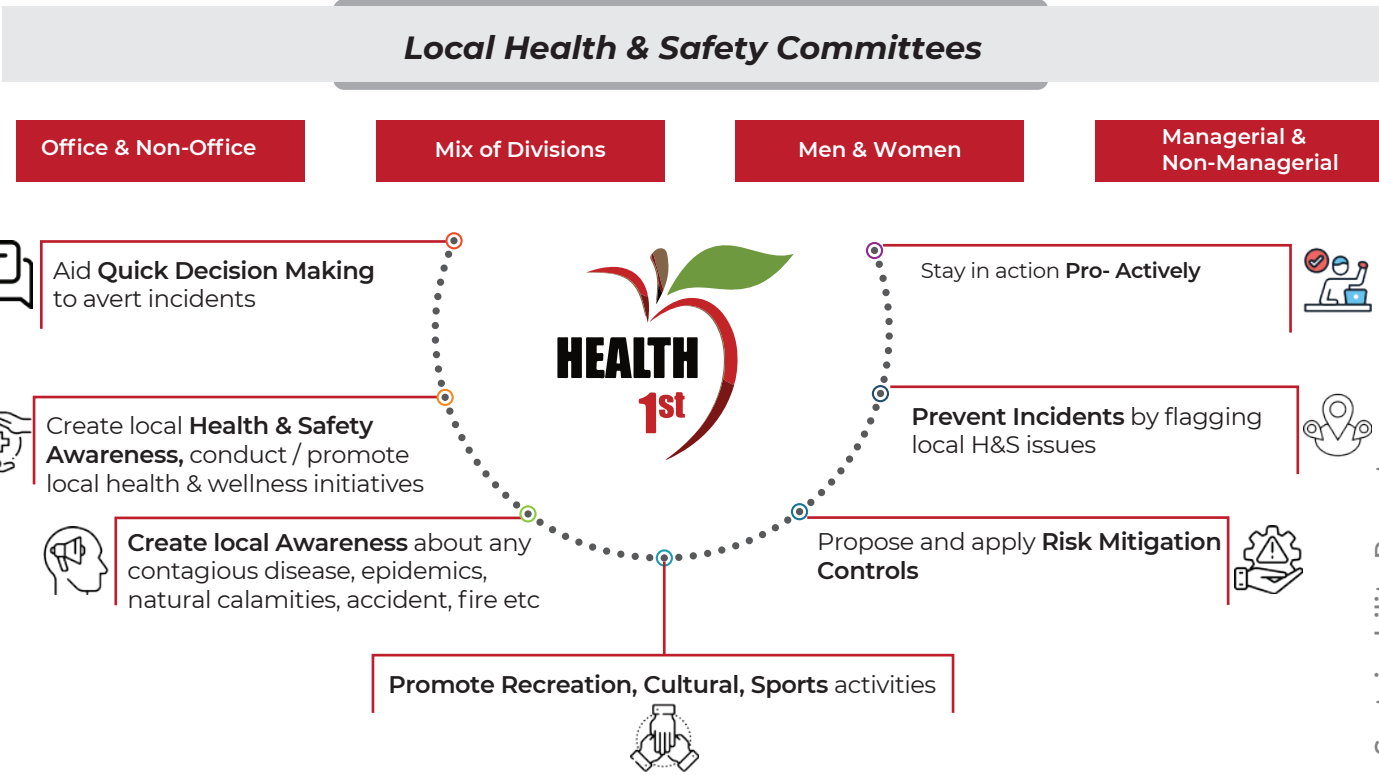 Local Health & Safety Committees
Office & Non-Office
Mix of Divisions
Men & Women
Managerial &
Non-Managerial
Aid Quick Decision Making
to avert incidents
Create local Health & Safety
Awareness, conduct / promote
local health & wellness initiatives
Create local Awareness about any
contagious disease, epidemics,
natural calamities, accident, fire etc
HEALTH
1st
Stay in action Pro- Actively
Prevent Incidents by flagging
local H&S issues
Propose and apply Risk Mitigation
Controls
Promote Recreation, Cultural, Sports activities